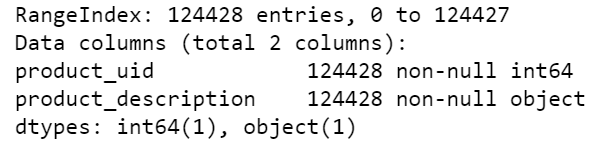 RangeIndex: 124428 entries, 0 to 124427
Data columns (total 2 columns):
product_uid            124428 non-null int64
product_description    124428 non-null object
dtypes: int64(1), object(1)